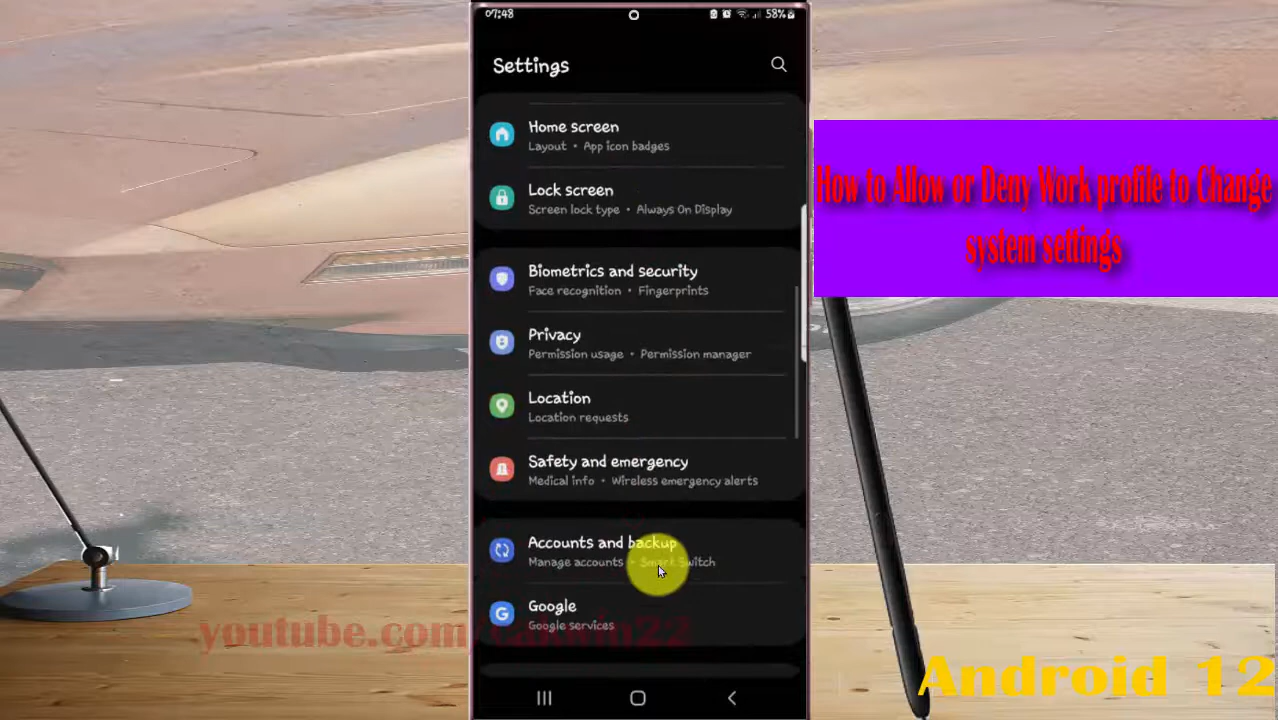 07:48
58%
Settings
Home screen
Layout • App icon badges
Lock screen
Screen lock type • Always On Display
Biometrics and security
Face recognition • Fingerprints
Privacy
Permission usage • Permission manager
Location
Location requests
Safety and emergency
Medical info • Wireless emergency alerts
Accounts and backup
Manage accounts • Smart Switch
Google
Google services
How to Allow or Deny Work profile to Change
system settings
Android 12